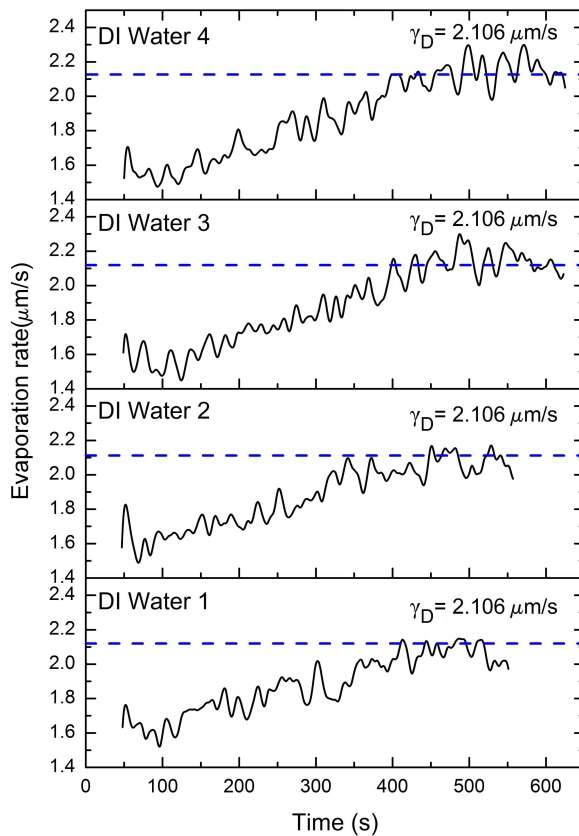 DI Water 4
γD= 2.106 μm/s
2.4
2.2
2.0
1.8
1.6
1.4
DI Water 3
γD = 2.106 μm/s
2.4
2.2
2.0
1.8
1.6
1.4
DI Water 2
γD = 2.106 μm/s
2.4
2.2
2.0
1.8
1.6
1.4
DI Water 1
γD = 2.106 μm/s
2.4
2.2
2.0
1.8
1.6
1.4
Evaporation rate(μm/s)
0 100 200 300 400 500 600
Time (s)